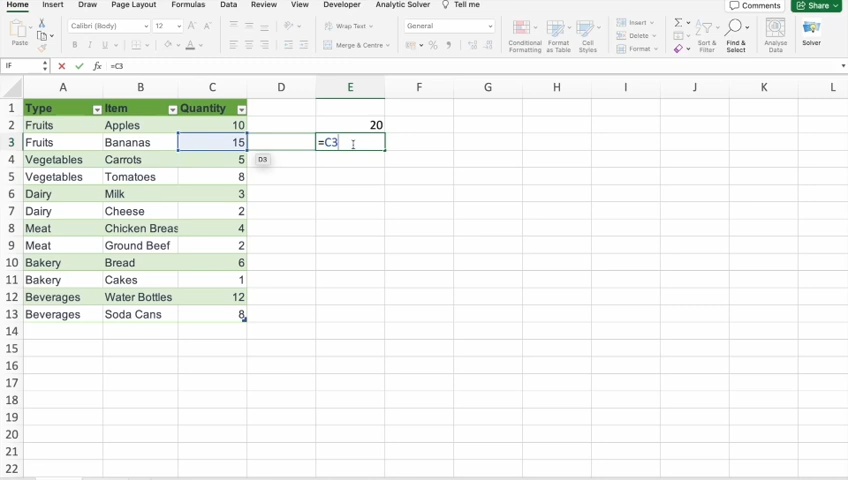 Home Insert Draw Page Layout Formulas Data Review View Developer Analytic Solver Tell me Comments Share
Paste Calibri (Body) 12 Wrap Text General Insert
Delete
B I U Merge & Centre % Conditional Formatting Format as Table Cell Styles Format Sort & Filter Find & Select Analyse Data Solver
IF fx =C3
A B C D E F G H I J K L
1 Type Item Quantity
2 Fruits Apples 10 20
3 Fruits Bananas 15 =C3
4 Vegetables Carrots 5 D3
5 Vegetables Tomatoes 8
6 Dairy Milk 3
7 Dairy Cheese 2
8 Meat Chicken Breas 4
9 Meat Ground Beef 2
10 Bakery Bread 6
11 Bakery Cakes 1
12 Beverages Water Bottles 12
13 Beverages Soda Cans 8
14
15
16
17
18
19
20
21
22